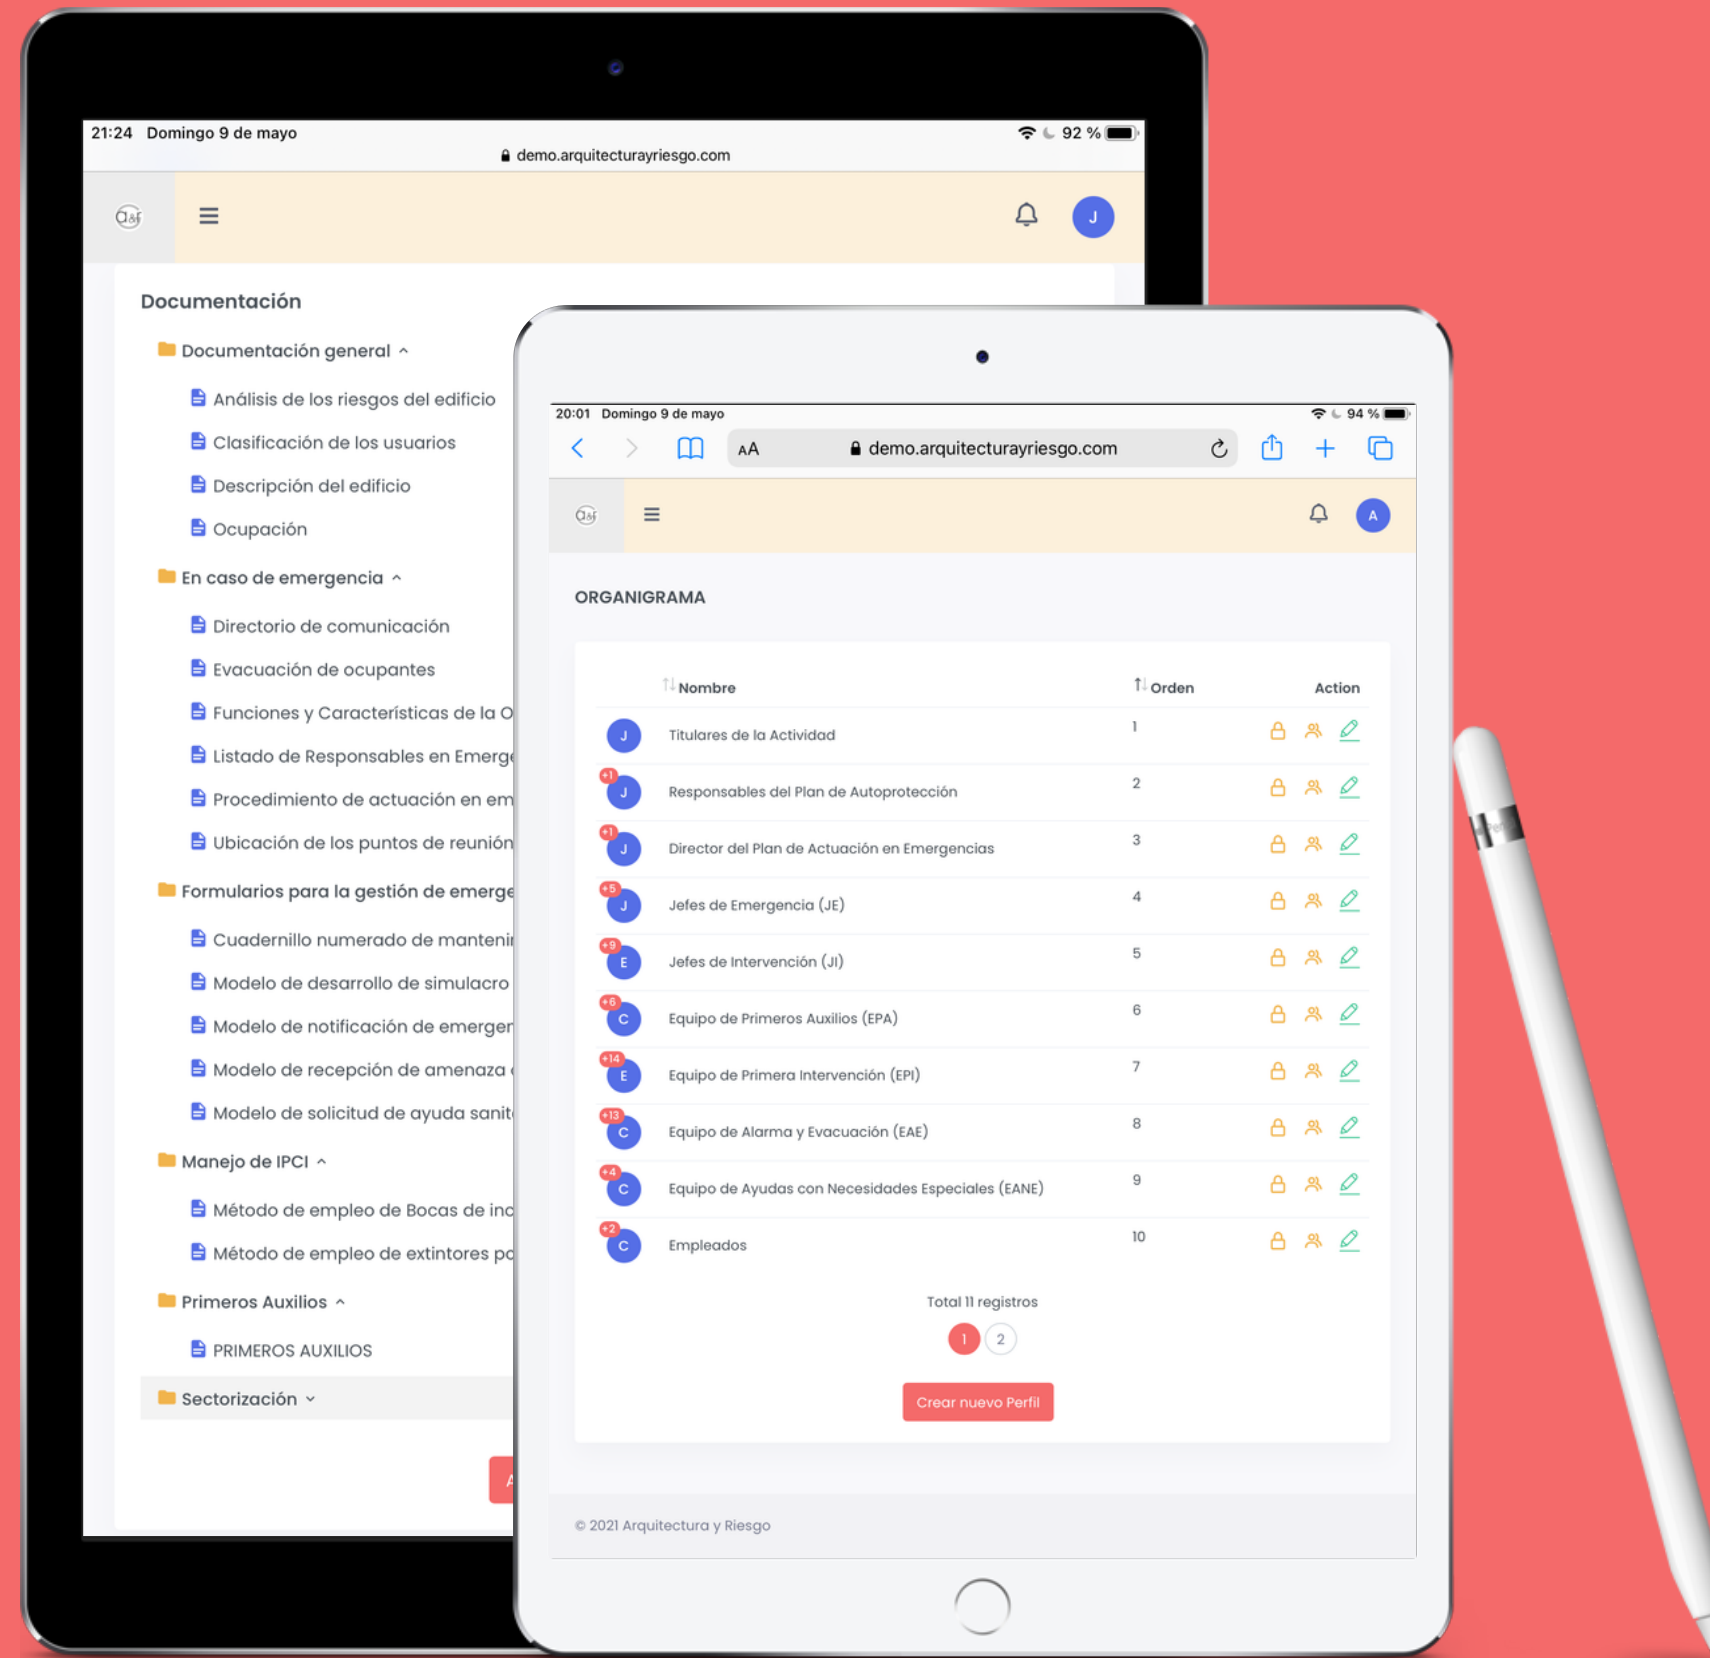 21:24 Domingo 9 de mayo
92 %
demo.arquitecturayriesgo.com
a&r
J
Documentación
Documentación general
Análisis de los riesgos del edificio
Clasificación de los usuarios
Descripción del edificio
Ocupación
En caso de emergencia
Directorio de comunicación
Evacuación de ocupantes
Funciones y Características de la O
Listado de Responsables en Emerge
Procedimiento de actuación en em
Ubicación de los puntos de reunión
Formularios para la gestión de emerge
Cuadernillo numerado de manteni
Modelo de desarrollo de simulacro
Modelo de notificación de emerger
Modelo de recepción de amenaza
Modelo de solicitud de ayuda sanit
Manejo de IPCI
Método de empleo de Bocas de inc
Método de empleo de extintores po
Primeros Auxilios
PRIMEROS AUXILIOS
Sectorización
A
20:01 Domingo 9 de mayo
94 %
AA demo.arquitecturayriesgo.com
a&r
A
ORGANIGRAMA
Nombre Orden Action
J Titulares de la Actividad 1
+1 J Responsables del Plan de Autoprotección 2
+1 J Director del Plan de Actuación en Emergencias 3
+5 J Jefes de Emergencia (JE) 4
+9 E Jefes de Intervención (JI) 5
+6 C Equipo de Primeros Auxilios (EPA) 6
+14 E Equipo de Primera Intervención (EPI) 7
+13 C Equipo de Alarma y Evacuación (EAE) 8
+4 C Equipo de Ayudas con Necesidades Especiales (EANE) 9
+2 C Empleados 10
Total 11 registros
1 2
Crear nuevo Perfil
© 2021 Arquitectura y Riesgo